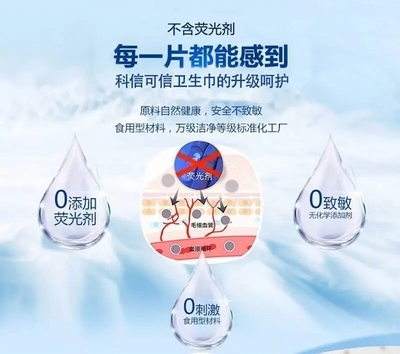 不含荧光剂
每一片都能感到
科信可信卫生巾的升级呵护
原料自然健康，安全不致敏
食用型材料，万级洁净等级标准化工厂
荧光剂
0添加
荧光剂
0致敏
无化学添加剂
毛细血管
0刺激
食用型材料